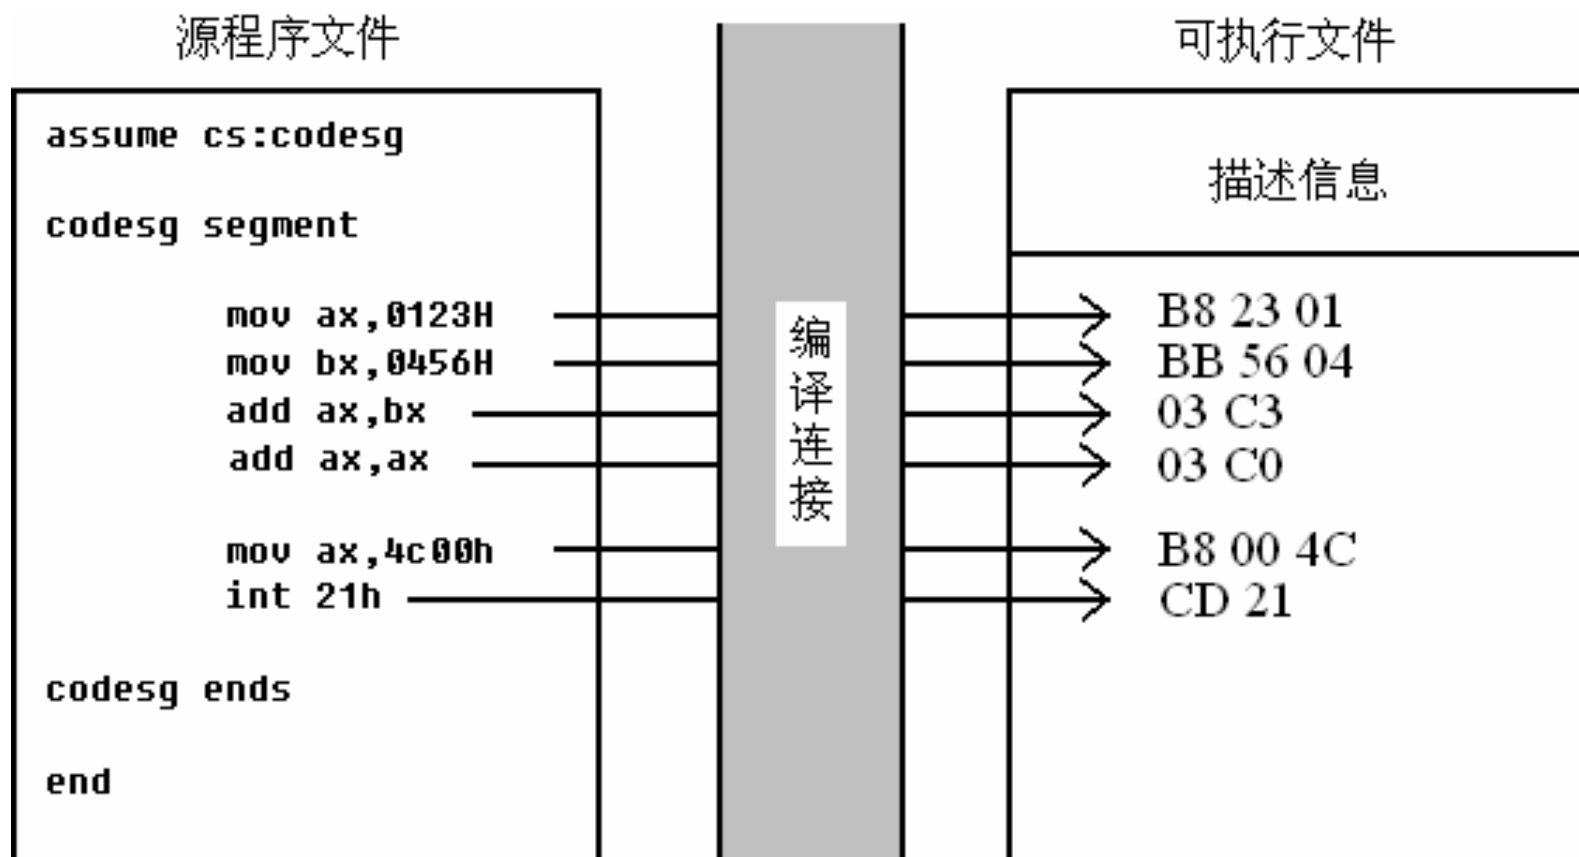 源程序文件
assume cs:codesg
codesg segment
mov ax,0123H
mov bx,0456H
add ax,bx
add ax,ax
mov ax,4c00h
int 21h
codesg ends
end
编译连接
可执行文件
描述信息
B8 23 01
BB 56 04
03 C3
03 C0
B8 00 4C
CD 21